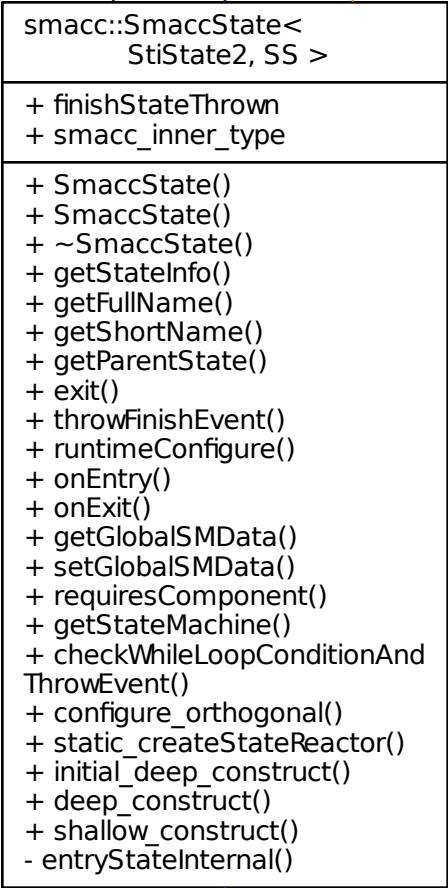 smacc::SmaccState<
StiState2, SS >
+ finishStateThrown
+ smacc_inner_type
+ SmaccState()
+ SmaccState()
+ ~SmaccState()
+ getStateInfo()
+ getFullName()
+ getShortName()
+ getParentState()
+ exit()
+ throwFinishEvent()
+ runtimeConfigure()
+ onEntry()
+ onExit()
+ getGlobalSMData()
+ setGlobalSMData()
+ requiresComponent()
+ getStateMachine()
+ checkWhileLoopConditionAnd
ThrowEvent()
+ configure_orthogonal()
+ static_createStateReactor()
+ initial_deep_construct()
+ deep_construct()
+ shallow_construct()
- entryStateInternal()